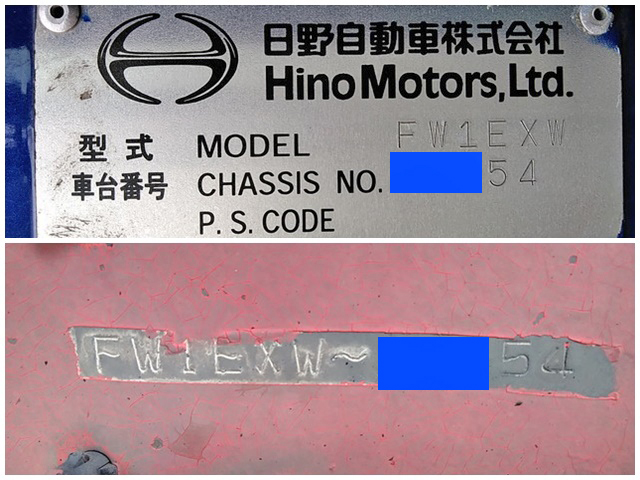 日野自動車株式会社
Hino Motors, Ltd.
型式 MODEL FW1EXW
車台番号 CHASSIS NO. 54
P.S.CODE
FW1EXW~ 54